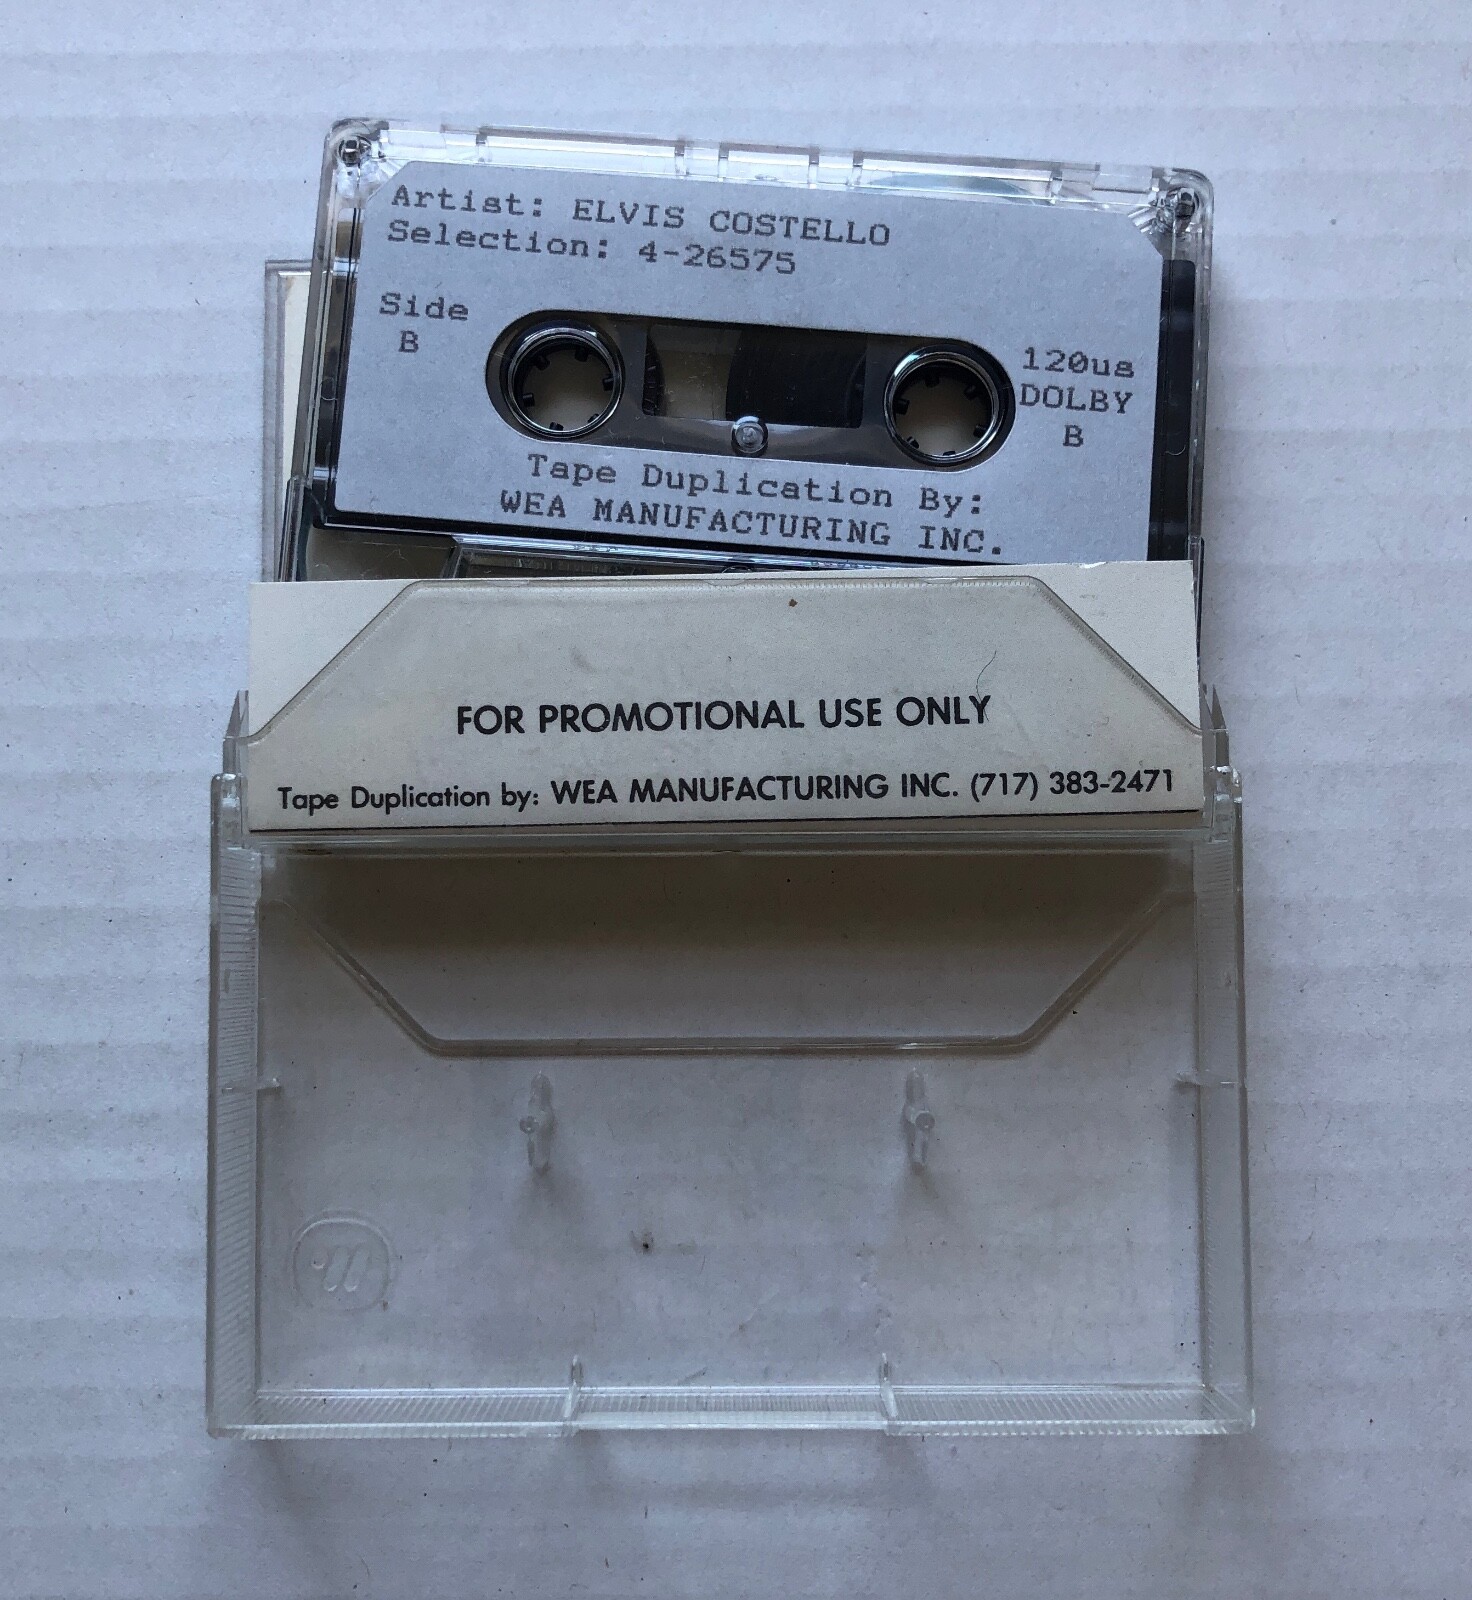 Artist: ELVIS COSTELLO
Selection: 4-26575
Side
B
120us
DOLBY
B
Tape Duplication By:
WEA MANUFACTURING INC.
FOR PROMOTIONAL USE ONLY
Tape Duplication by: WEA MANUFACTURING INC. (717) 383-2471